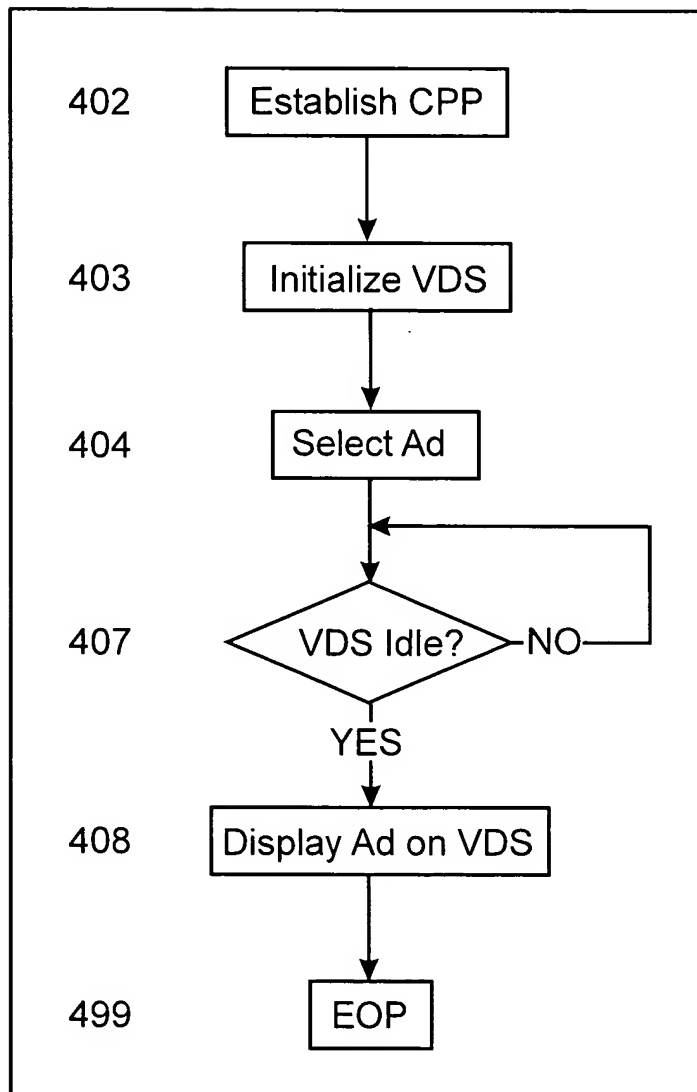 402 Establish CPP
403 Initialize VDS
404 Select Ad
407 VDS Idle? NO
YES
408 Display Ad on VDS
499 EOP